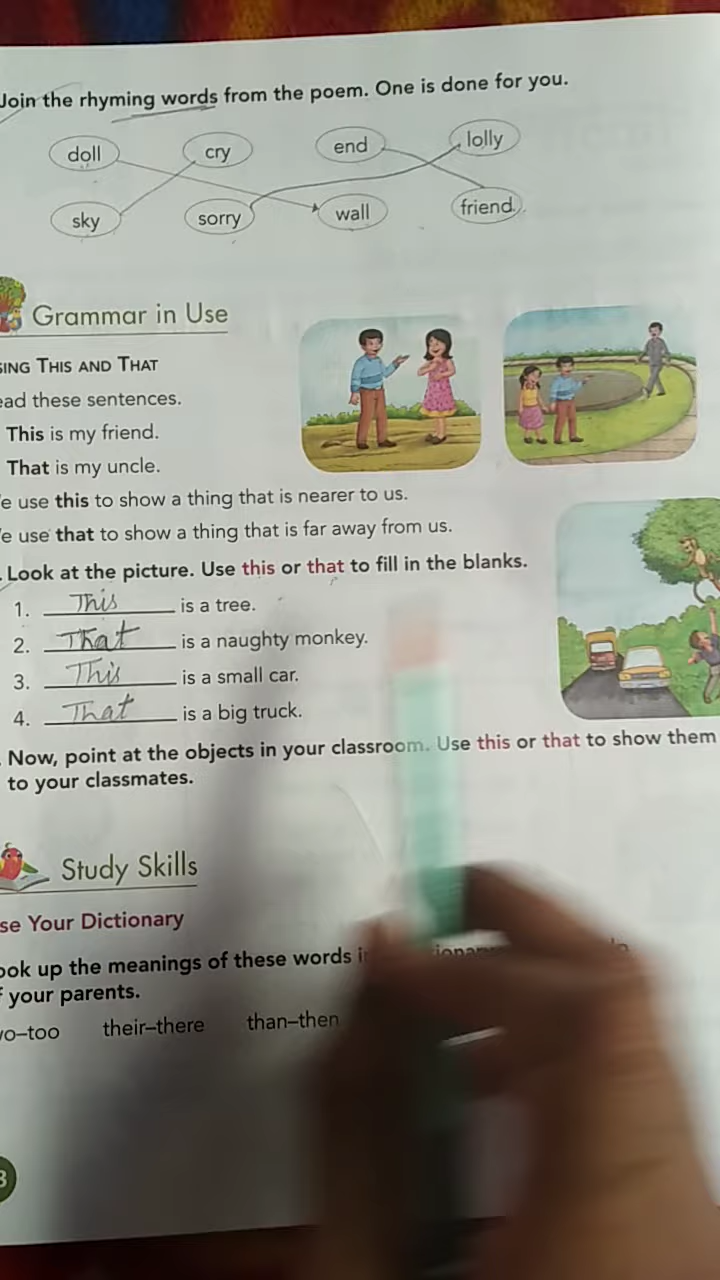 Join the rhyming words from the poem. One is done for you.
doll cry end lolly
sky sorry wall friend
Grammar in Use
SING THIS AND THAT
ead these sentences.
This is my friend.
That is my uncle.
e use this to show a thing that is nearer to us.
e use that to show a thing that is far away from us.
Look at the picture. Use this or that to fill in the blanks.
1. This is a tree.
2. That is a naughty monkey.
3. This is a small car.
4. That is a big truck.
Now, point at the objects in your classroom. Use this or that to show them
to your classmates.
Study Skills
se Your Dictionary
ook up the meanings of these words
your parents.
wo–too their–there than–then